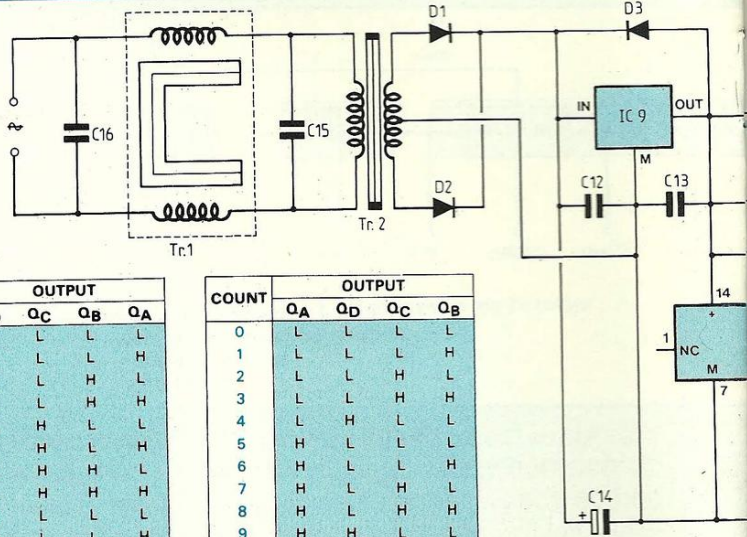 D1
D3
C16
C15
IN
IC 9
OUT
M
D2
C12
C13
Tr.1
Tr. 2
OUTPUT
QC QB QA
L L L
L L H
L H L
L H H
H L L
H L H
H H L
H H H
L L L
L L H
COUNT OUTPUT
QA QD QC QB
0 L L L L
1 L L L H
2 L L H L
3 L L H H
4 L H L L
5 H L L L
6 H L L H
7 H L H L
8 H L H H
9 H H L L
14
+
1
NC
M
7
C14
+